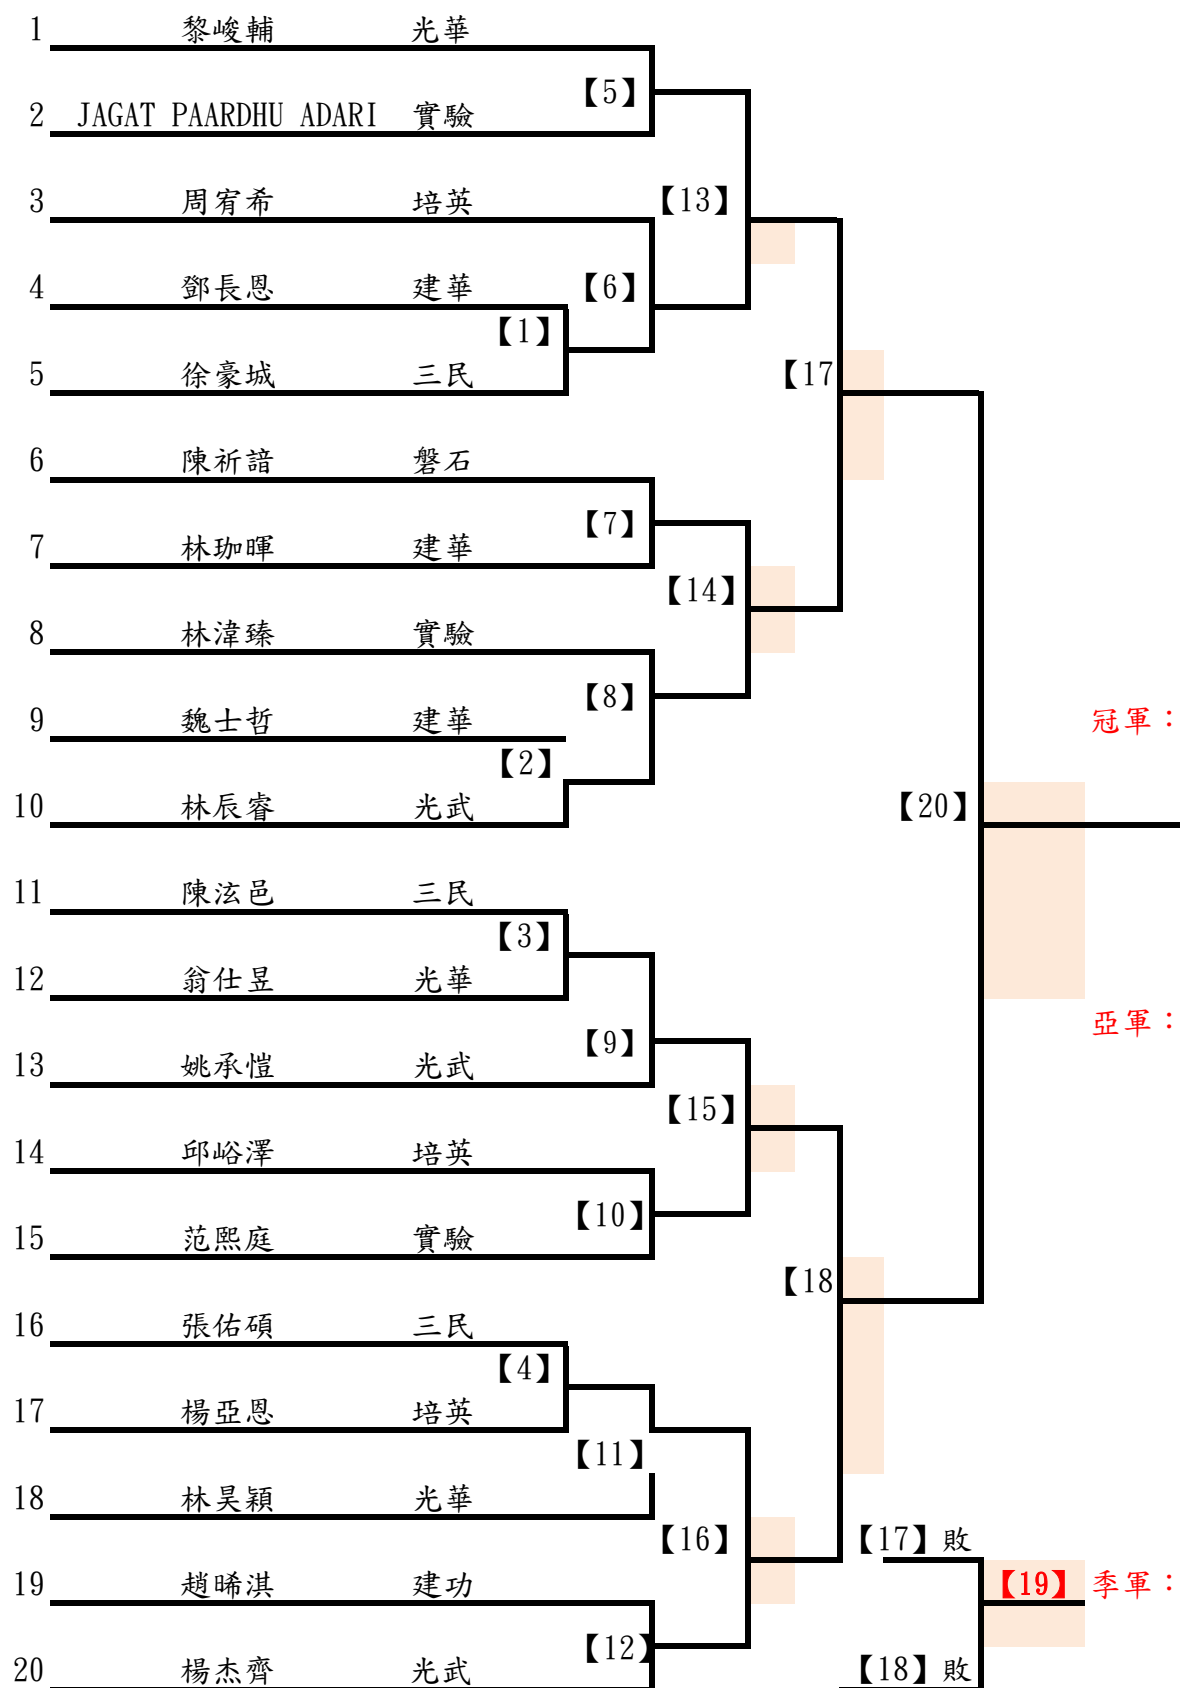 1 黎峻輔 光華
【5】
2 JAGAT PAARDHU ADARI 實驗
3 周宥希 培英 【13】
4 鄧長恩 建華 【6】
【1】
5 徐豪城 三民 【17
6 陳祈諳 磐石
【7】
7 林珈暉 建華
【14】
8 林湋臻 實驗
【8】
9 魏士哲 建華 冠軍：
【2】
10 林辰睿 光武 【20】
11 陳泫邑 三民
【3】
12 翁仕昱 光華
亞軍：
【9】
13 姚承愷 光武
【15】
14 邱峪澤 培英
【10】
15 范熙庭 實驗
【18
16 張佑碩 三民
【4】
17 楊亞恩 培英
【11】
18 林昊穎 光華
【16】 【17】敗
19 趙晞淇 建功 【19】 季軍：
【12】
20 楊杰齊 光武 【18】敗